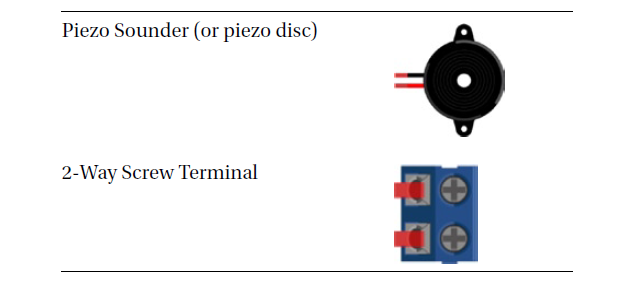 Piezo Sounder (or piezo disc)
2-Way Screw Terminal